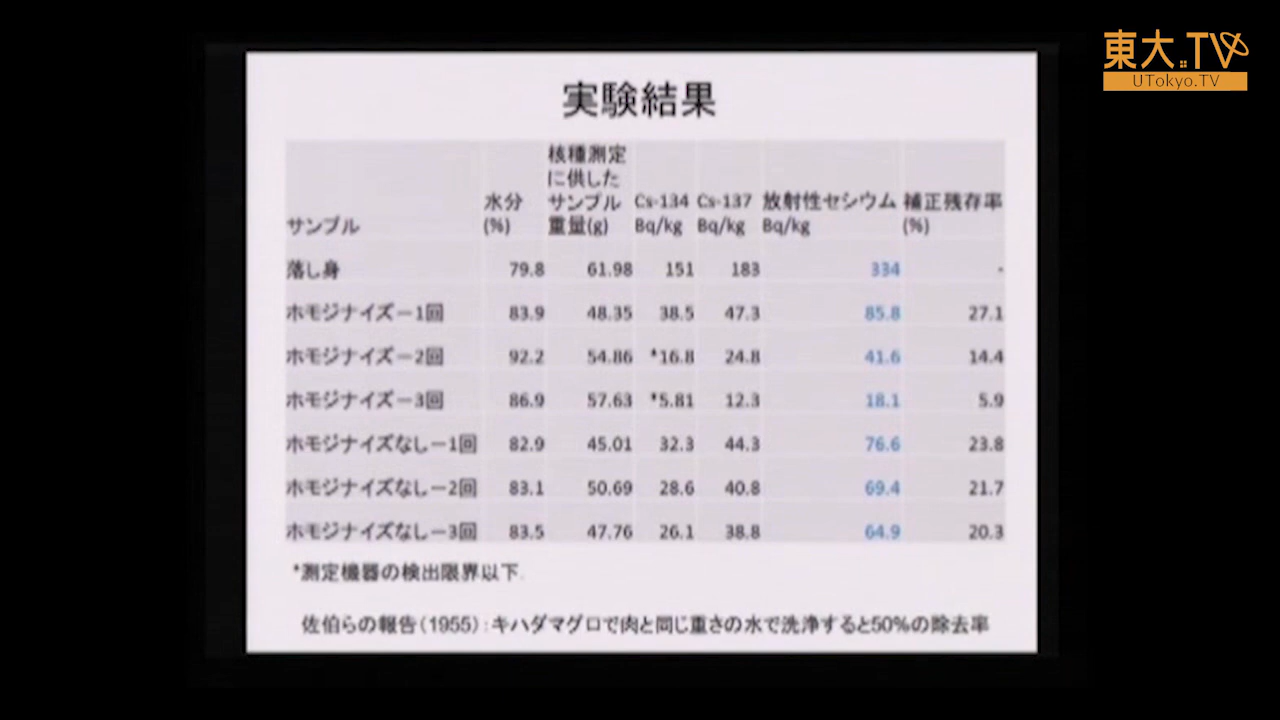 東大.TV
UTokyo.TV
実験結果
サンプル 水分(%) 核種測定に供したサンプル重量(g) Cs-134 Bq/kg Cs-137 Bq/kg 放射性セシウム Bq/kg 補正残存率(%)
落し身 79.8 61.98 151 183 334 -
ホモジナイズ－1回 83.9 48.35 38.5 47.3 85.8 27.1
ホモジナイズ－2回 92.2 54.86 *16.8 24.8 41.6 14.4
ホモジナイズ－3回 86.9 57.63 *5.81 12.3 18.1 5.9
ホモジナイズなし－1回 82.9 45.01 32.3 44.3 76.6 23.8
ホモジナイズなし－2回 83.1 50.69 28.6 40.8 69.4 21.7
ホモジナイズなし－3回 83.5 47.76 26.1 38.8 64.9 20.3
*測定機器の検出限界以下.
佐伯らの報告(1955):キハダマグロで肉と同じ重さの水で洗浄すると50%の除去率